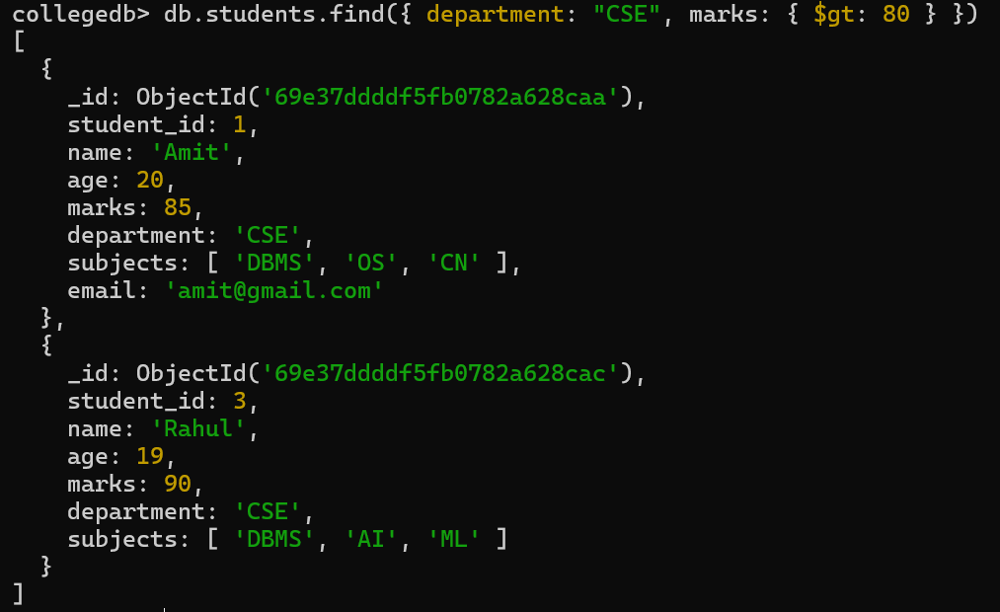 collegedb> db.students.find({ department: "CSE", marks: { $gt: 80 } })
[
  {
    _id: ObjectId('69e37ddddf5fb0782a628caa'),
    student_id: 1,
    name: 'Amit',
    age: 20,
    marks: 85,
    department: 'CSE',
    subjects: [ 'DBMS', 'OS', 'CN' ],
    email: 'amit@gmail.com'
  },
  {
    _id: ObjectId('69e37ddddf5fb0782a628cac'),
    student_id: 3,
    name: 'Rahul',
    age: 19,
    marks: 90,
    department: 'CSE',
    subjects: [ 'DBMS', 'AI', 'ML' ]
  }
]